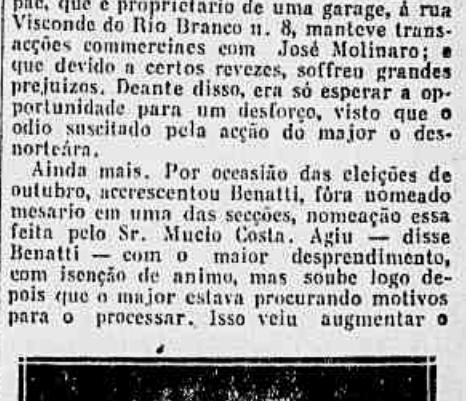 pae, que é proprietario de uma garage, á rua
Visconde do Rio Branco n. 8, manteve trans-
acções commerciaes com José Molinaro; e
que devido a certos revezes, soffreu grandes
prejuizos. Deante disso, era só esperar a op-
portunidade para um desforço, visto que o
odio suscitado pela acção do major o des-
norteára.
Ainda mais. Por occasião das eleições de
outubro, accrescentou Benatti, fôra nomeado
mesario em uma das secções, nomeação essa
feita pelo Sr. Mucio Costa. Agiu — disse
Benatti — com o maior desprendimento,
com isenção de animo, mas soube logo de-
pois que o major estava procurando motivos
para o processar. Isso veiu augmentar o